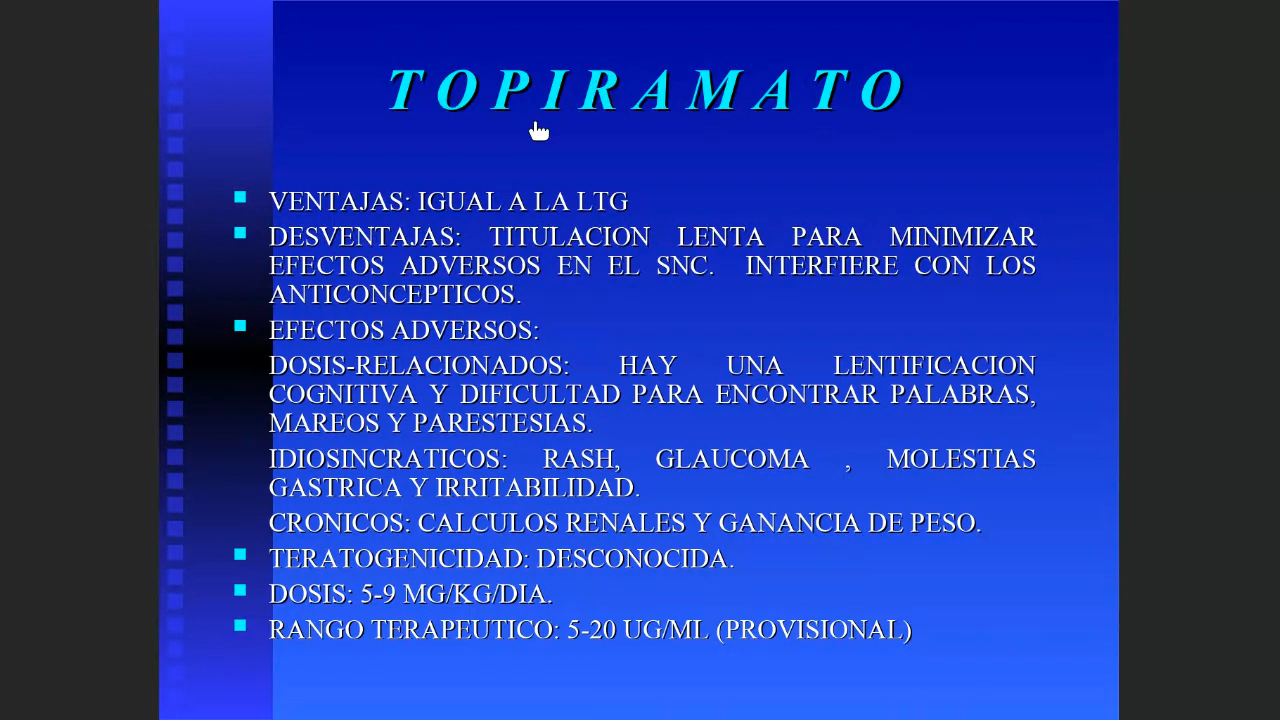 TOPIRAMATO
VENTAJAS: IGUAL A LA LTG
DESVENTAJAS: TITULACION LENTA PARA MINIMIZAR
EFECTOS ADVERSOS EN EL SNC. INTERFIERE CON LOS
ANTICONCEPTICOS.
EFECTOS ADVERSOS:
DOSIS-RELACIONADOS: HAY UNA LENTIFICACION
COGNITIVA Y DIFICULTAD PARA ENCONTRAR PALABRAS,
MAREOS Y PARESTESIAS.
IDIOSINCRATICOS: RASH, GLAUCOMA , MOLESTIAS
GASTRICA Y IRRITABILIDAD.
CRONICOS: CALCULOS RENALES Y GANANCIA DE PESO.
TERATOGENICIDAD: DESCONOCIDA.
DOSIS: 5-9 MG/KG/DIA.
RANGO TERAPEUTICO: 5-20 UG/ML (PROVISIONAL)